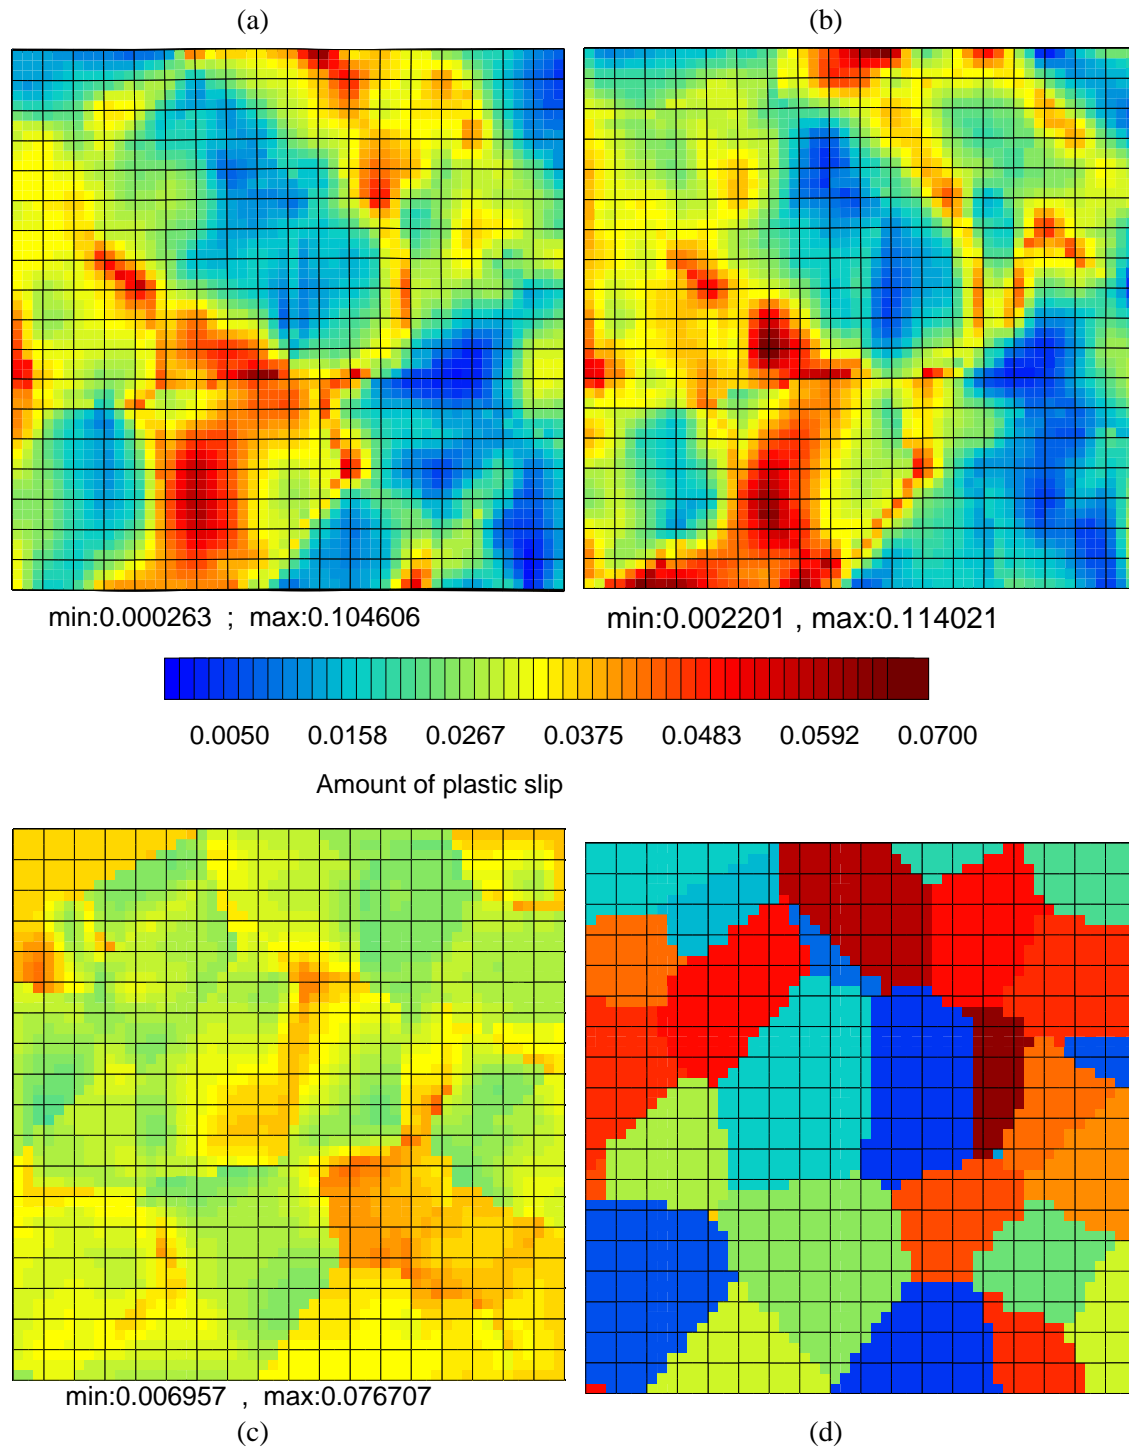 (a) (b)
min:0.000263 ; max:0.104606
min:0.002201 , max:0.114021
0.0050 0.0158 0.0267 0.0375 0.0483 0.0592 0.0700
Amount of plastic slip
min:0.006957 , max:0.076707
(c) (d)